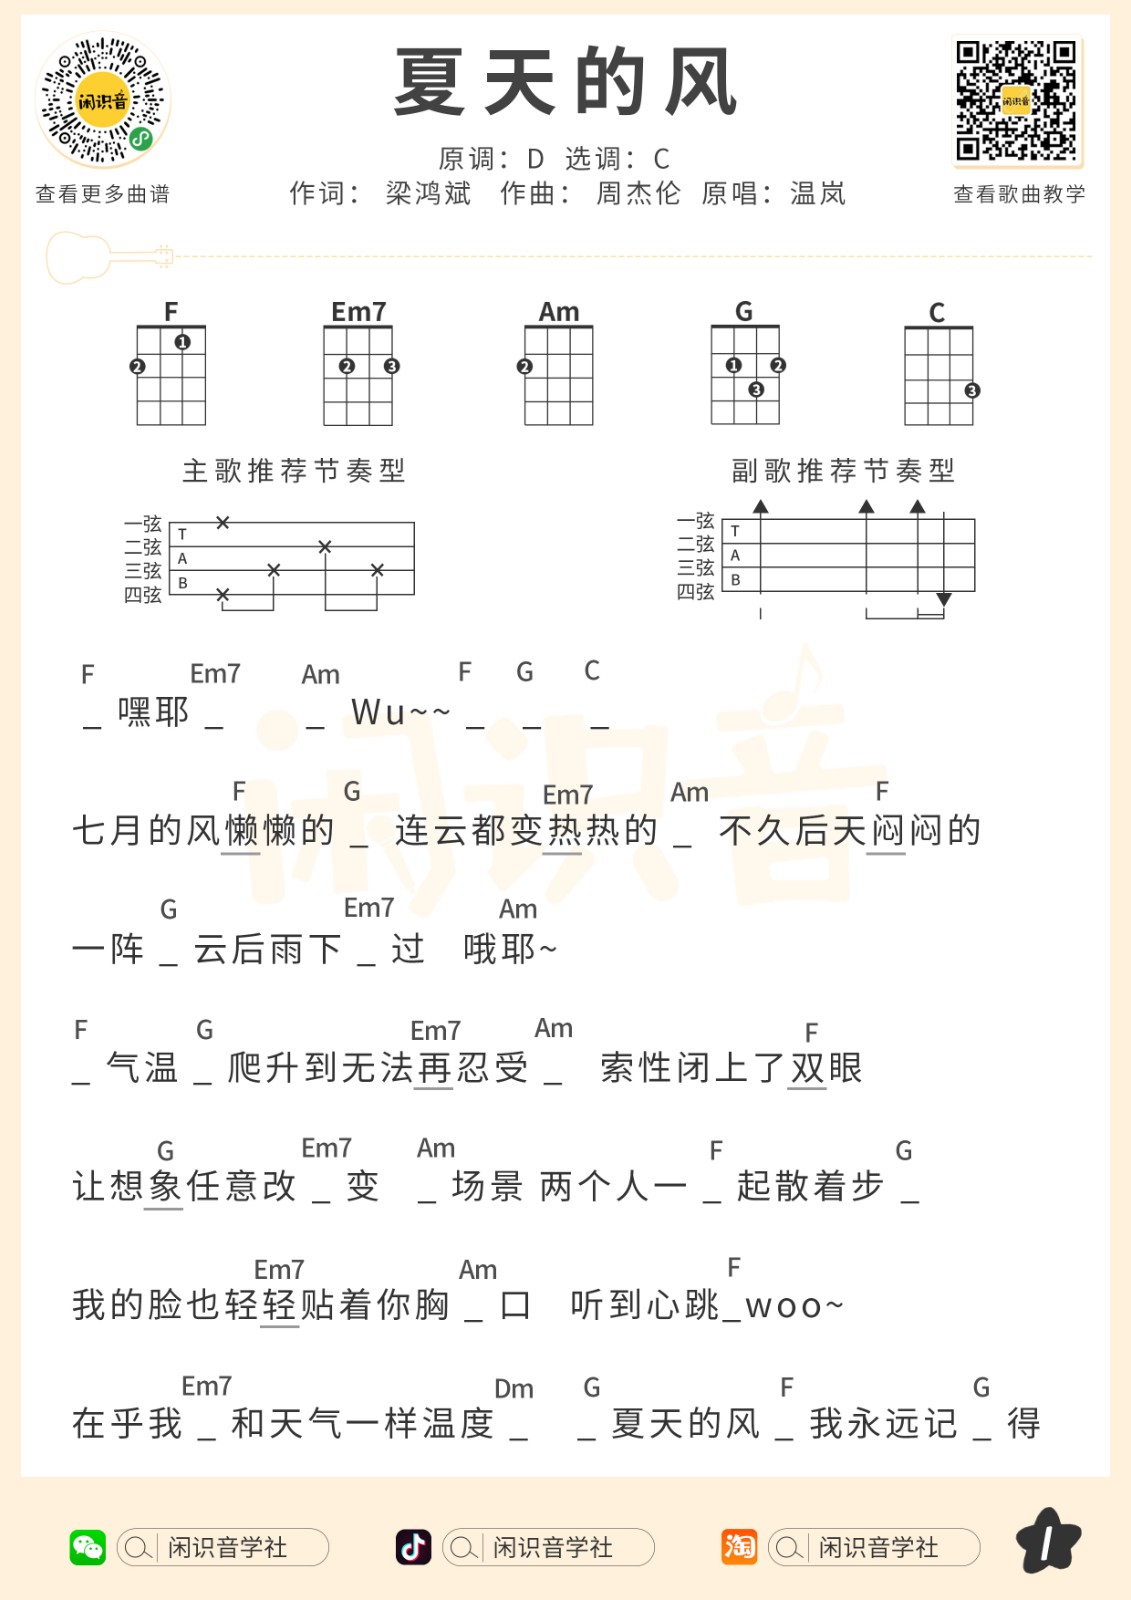 夏天的风
闲识音
闲识音
原调：D 选调：C
查看更多曲谱
作词： 梁鸿斌 作曲： 周杰伦 原唱：温岚
查看歌曲教学
F Em7 Am G C
1 2
2 3
2
1 2 3
3
主歌推荐节奏型 副歌推荐节奏型
一弦 T
二弦 A
三弦 B
四弦
一弦 T
二弦 A
三弦 B
四弦
闲识音
F Em7 Am F G C
_ 嘿耶 _ _ Wu~~ _ _ _
F G Em7 Am F
七月的风懒懒的 _ 连云都变热热的 _ 不久后天闷闷的
G Em7 Am
一阵 _ 云后雨下 _ 过 哦耶~
F G Em7 Am F
_ 气温 _ 爬升到无法再忍受 _ 索性闭上了双眼
G Em7 Am F G
让想象任意改 _ 变 _ 场景 两个人一 _ 起散着步 _
Em7 Am F
我的脸也轻轻贴着你胸 _ 口 听到心跳_woo~
Em7 Dm G F G
在乎我 _ 和天气一样温度 _ _ 夏天的风 _ 我永远记 _ 得
闲识音学社 闲识音学社 淘 闲识音学社 1